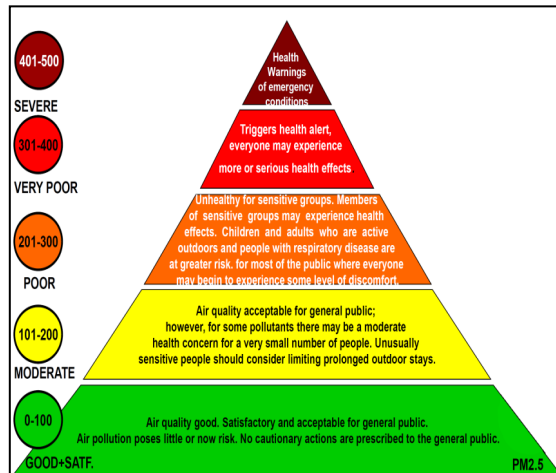 401-500
SEVERE
Health
Warnings
of emergency
conditions
301-400
VERY POOR
Triggers health alert,
everyone may experience
more or serious health effects
201-300
POOR
Unhealthy for sensitive groups. Members
of sensitive groups may experience health
effects. Children and adults who are active
outdoors and people with respiratory disease are
at greater risk. for most of the public where everyone
may begin to experience some level of discomfort.
101-200
MODERATE
Air quality acceptable for general public;
however, for some pollutants there may be a moderate
health concern for a very small number of people. Unusually
sensitive people should consider limiting prolonged outdoor stays.
0-100
GOOD+SATF.
Air quality good. Satisfactory and acceptable for general public.
Air pollution poses little or now risk. No cautionary actions are prescribed to the general public.
PM2.5